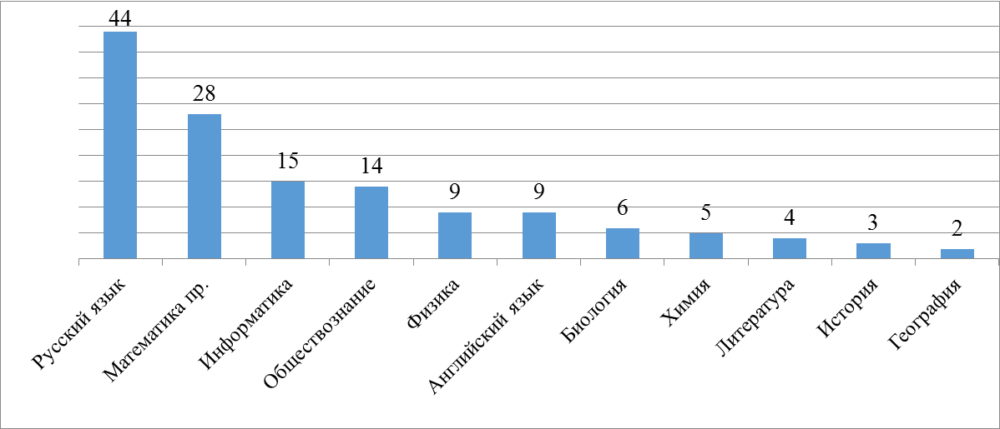 44
28
15
14
9
9
6
5
4
3
2
Русский язык
Математика пр.
Информатика
Обществознание
Физика
Английский язык
Биология
Химия
Литература
История
География